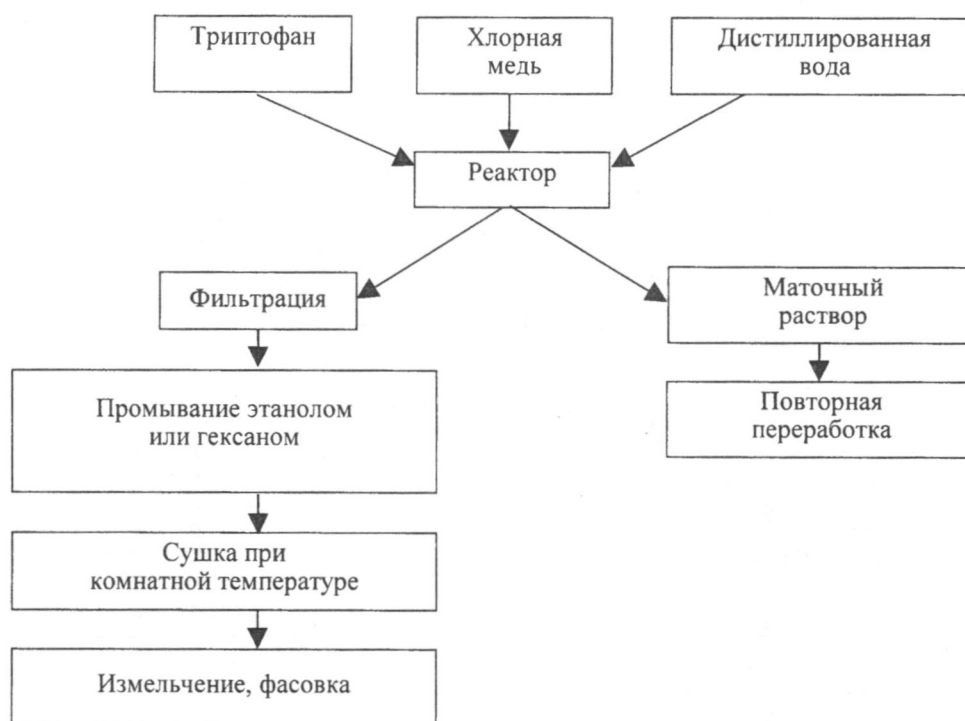 Триптофан
Хлорная
медь
Дистиллированная
вода
Реактор
Фильтрация
Маточный
раствор
Промывание этанолом
или гексаном
Повторная
переработка
Сушка при
комнатной температуре
Измельчение, фасовка